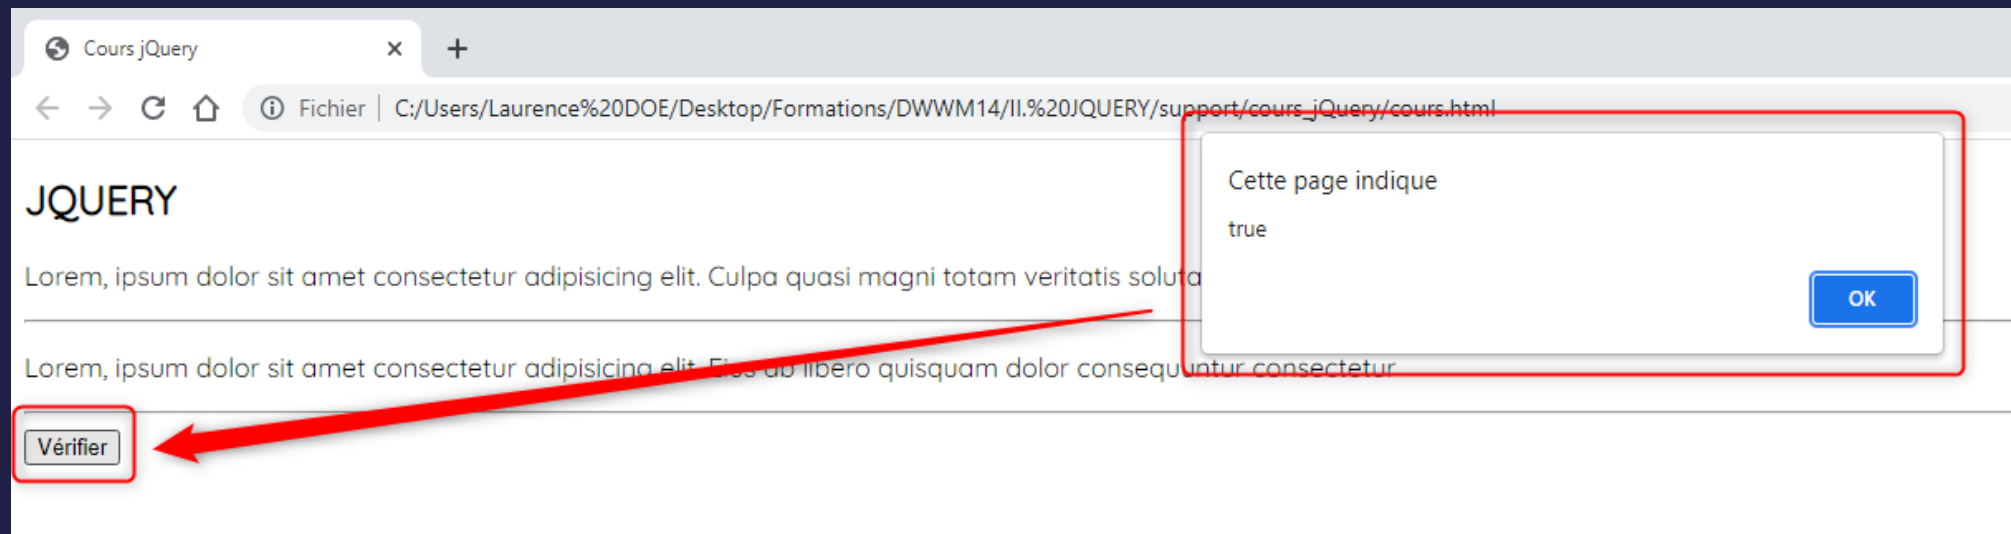 Cours jQuery
Fichier C:/Users/Laurence%20DOE/Desktop/Formations/DWWM14/II.%20JQUERY/support/cours_jQuery/cours.html
Cette page indique
true
OK
JQUERY
Lorem, ipsum dolor sit amet consectetur adipisicing elit. Culpa quasi magni totam veritatis soluta
Lorem, ipsum dolor sit amet consectetur adipisicing elit. Eius ab libero quisquam dolor consequuntur consectetur
Vérifier